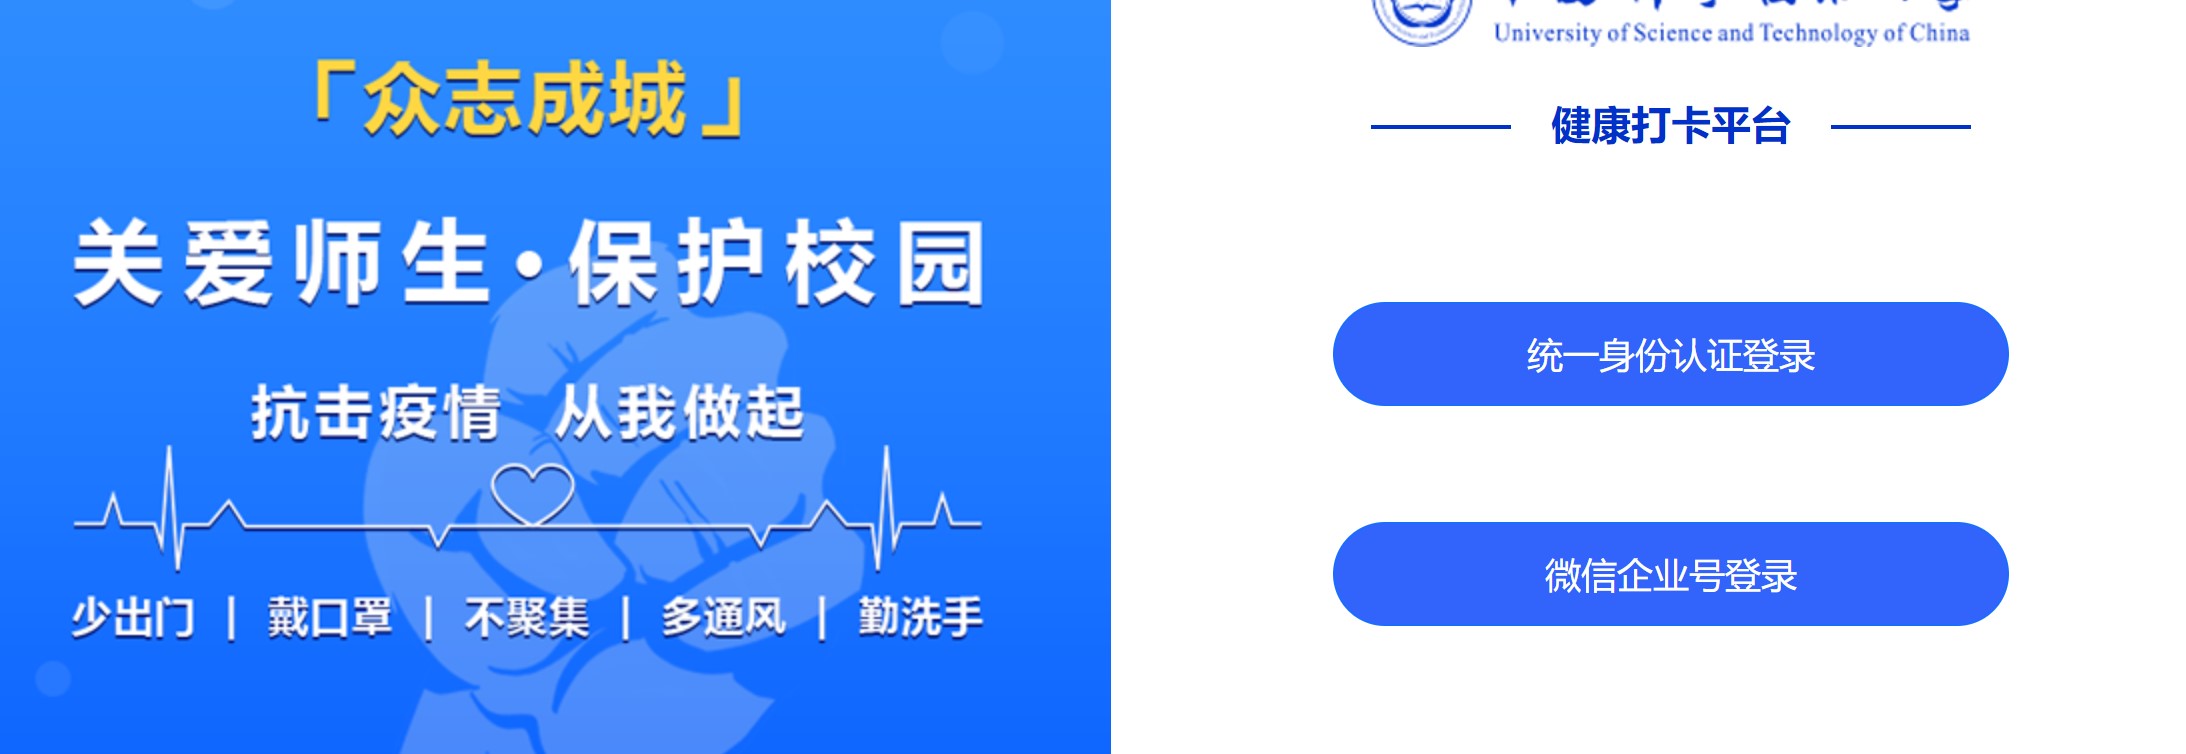 「众志成城」
关爱师生·保护校园
抗击疫情 从我做起
少出门 | 戴口罩 | 不聚集 | 多通风 | 勤洗手
University of Science and Technology of China
健康打卡平台
统一身份认证登录
微信企业号登录